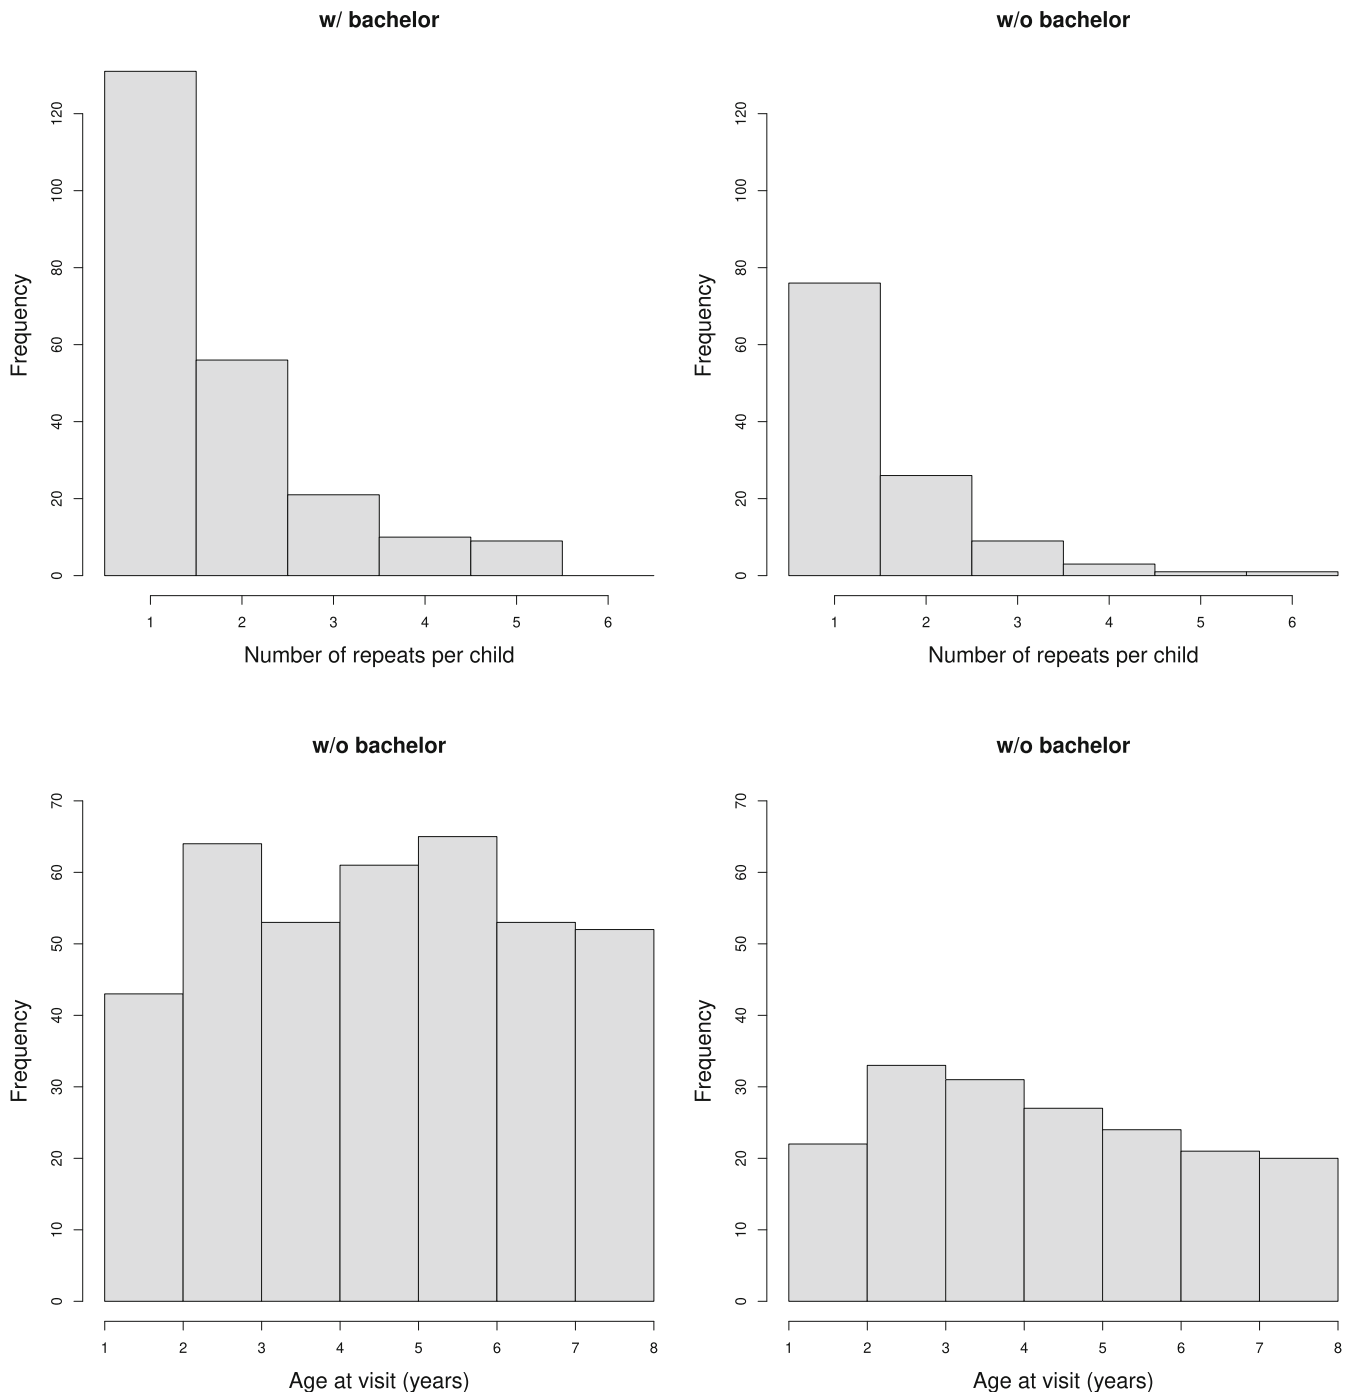 w/ bachelor
Frequency
0 20 40 60 80 100 120
1 2 3 4 5 6
Number of repeats per child
w/o bachelor
Frequency
0 20 40 60 80 100 120
1 2 3 4 5 6
Number of repeats per child
w/o bachelor
Frequency
0 10 20 30 40 50 60 70
1 2 3 4 5 6 7 8
Age at visit (years)
w/o bachelor
Frequency
0 10 20 30 40 50 60 70
1 2 3 4 5 6 7 8
Age at visit (years)